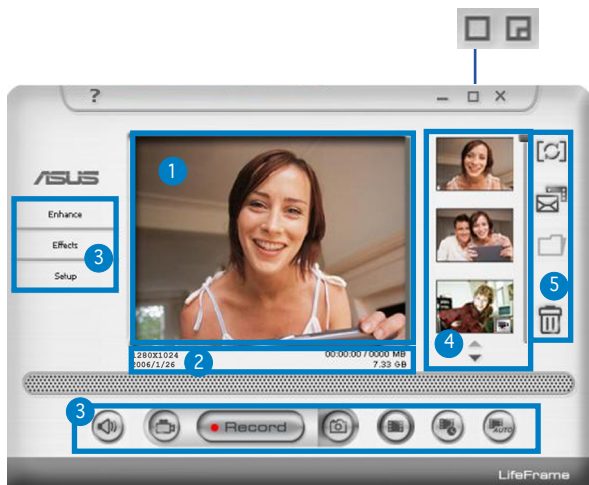 ?
ASUS
Enhance
Effects
Setup
3
1
4
5
1280X1024
2006/1/26
2
00:00:00 / 0000 MB
7.33 GB
3
Record
AUTO
LifeFrame